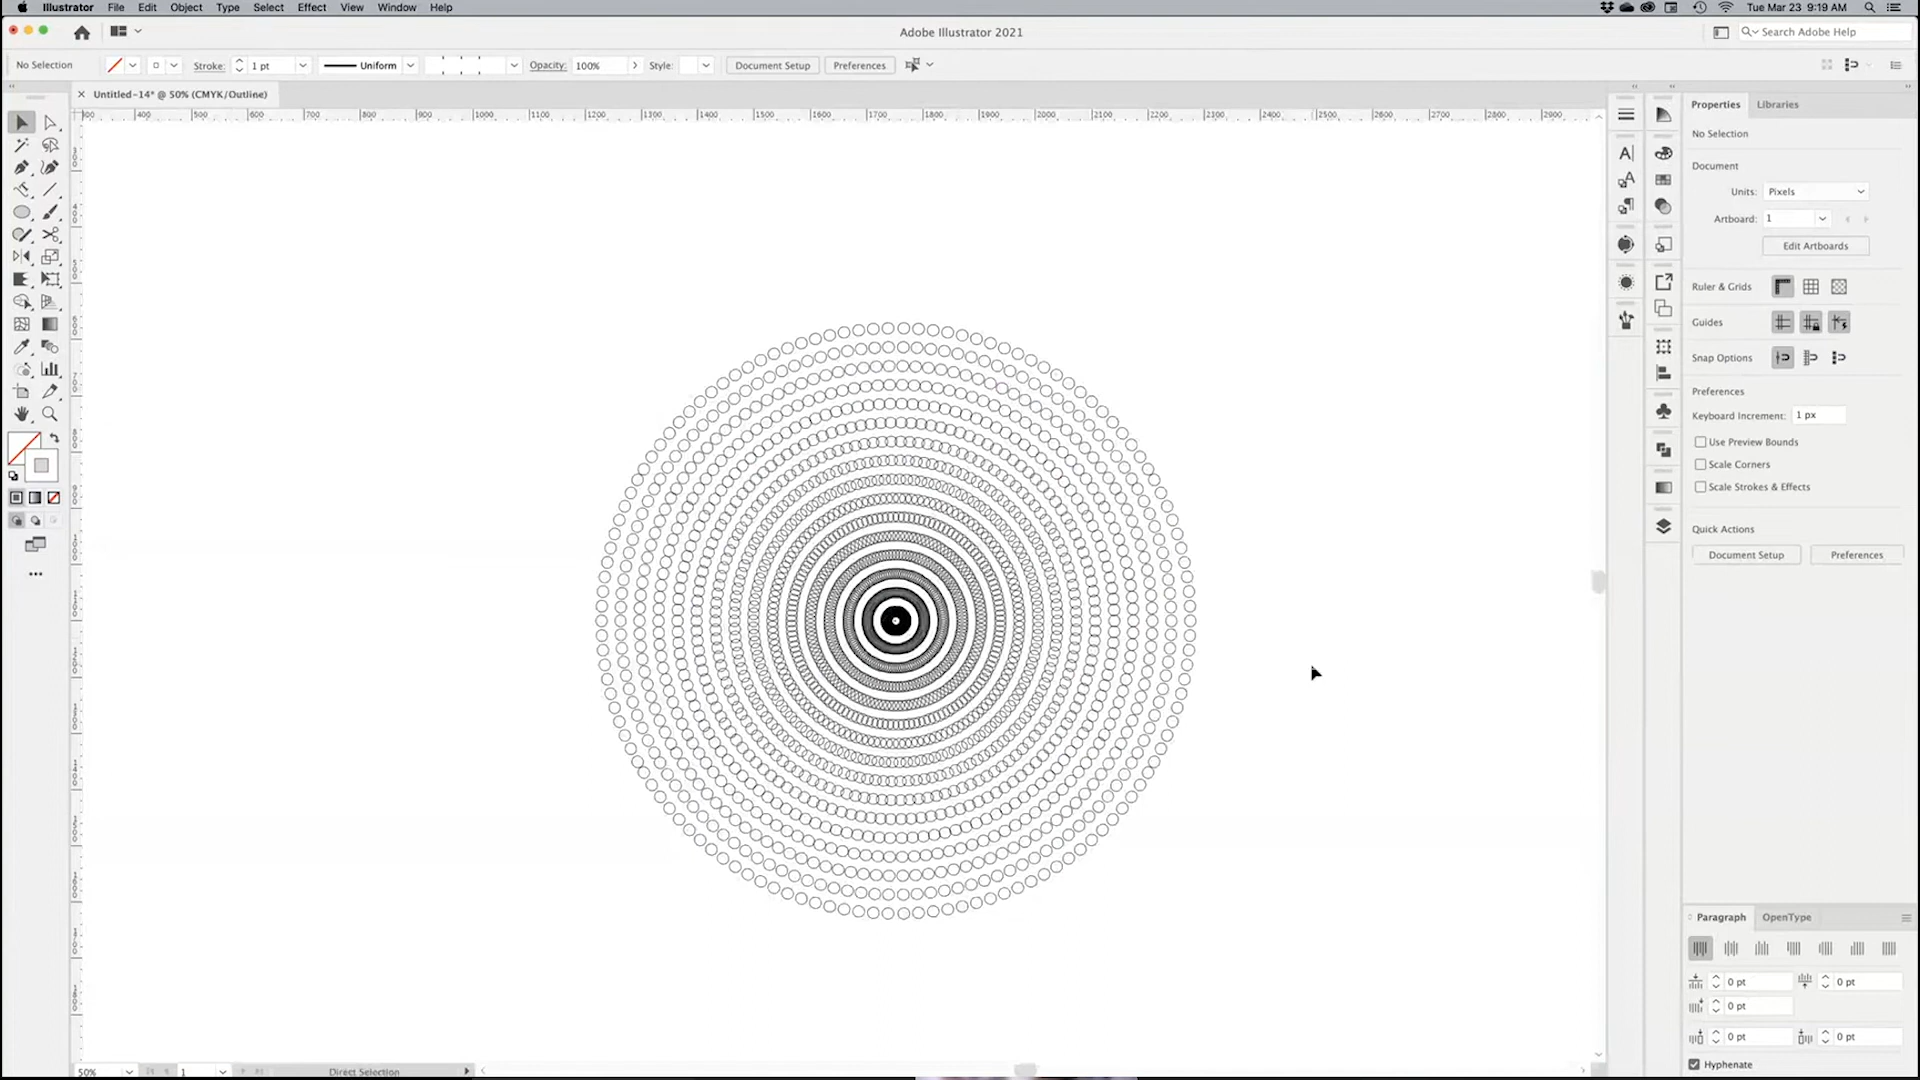 Illustrator File Edit Object Type Select Effect View Window Help
Tue Mar 23 9:19 AM
Adobe Illustrator 2021
Search Adobe Help
No Selection
Stroke: 1 pt
Uniform
Opacity: 100%
Style:
Document Setup
Preferences
Untitled-14* @ 50% (CMYK/Outline)
400 500 600 700 800 900 1000 1100 1200 1300 1400 1500 1600 1700 1800 1900 2000 2100 2200 2300 2400 2500 2600 2700 2800 2900
Properties Libraries
No Selection
Document
Units: Pixels
Artboard: 1
Edit Artboards
Ruler & Grids
Guides
Snap Options
Preferences
Keyboard Increment: 1 px
Use Preview Bounds
Scale Corners
Scale Strokes & Effects
Quick Actions
Document Setup Preferences
Paragraph OpenType
0 pt 0 pt
0 pt
0 pt 0 pt
Hyphenate
50% 1 Direct Selection